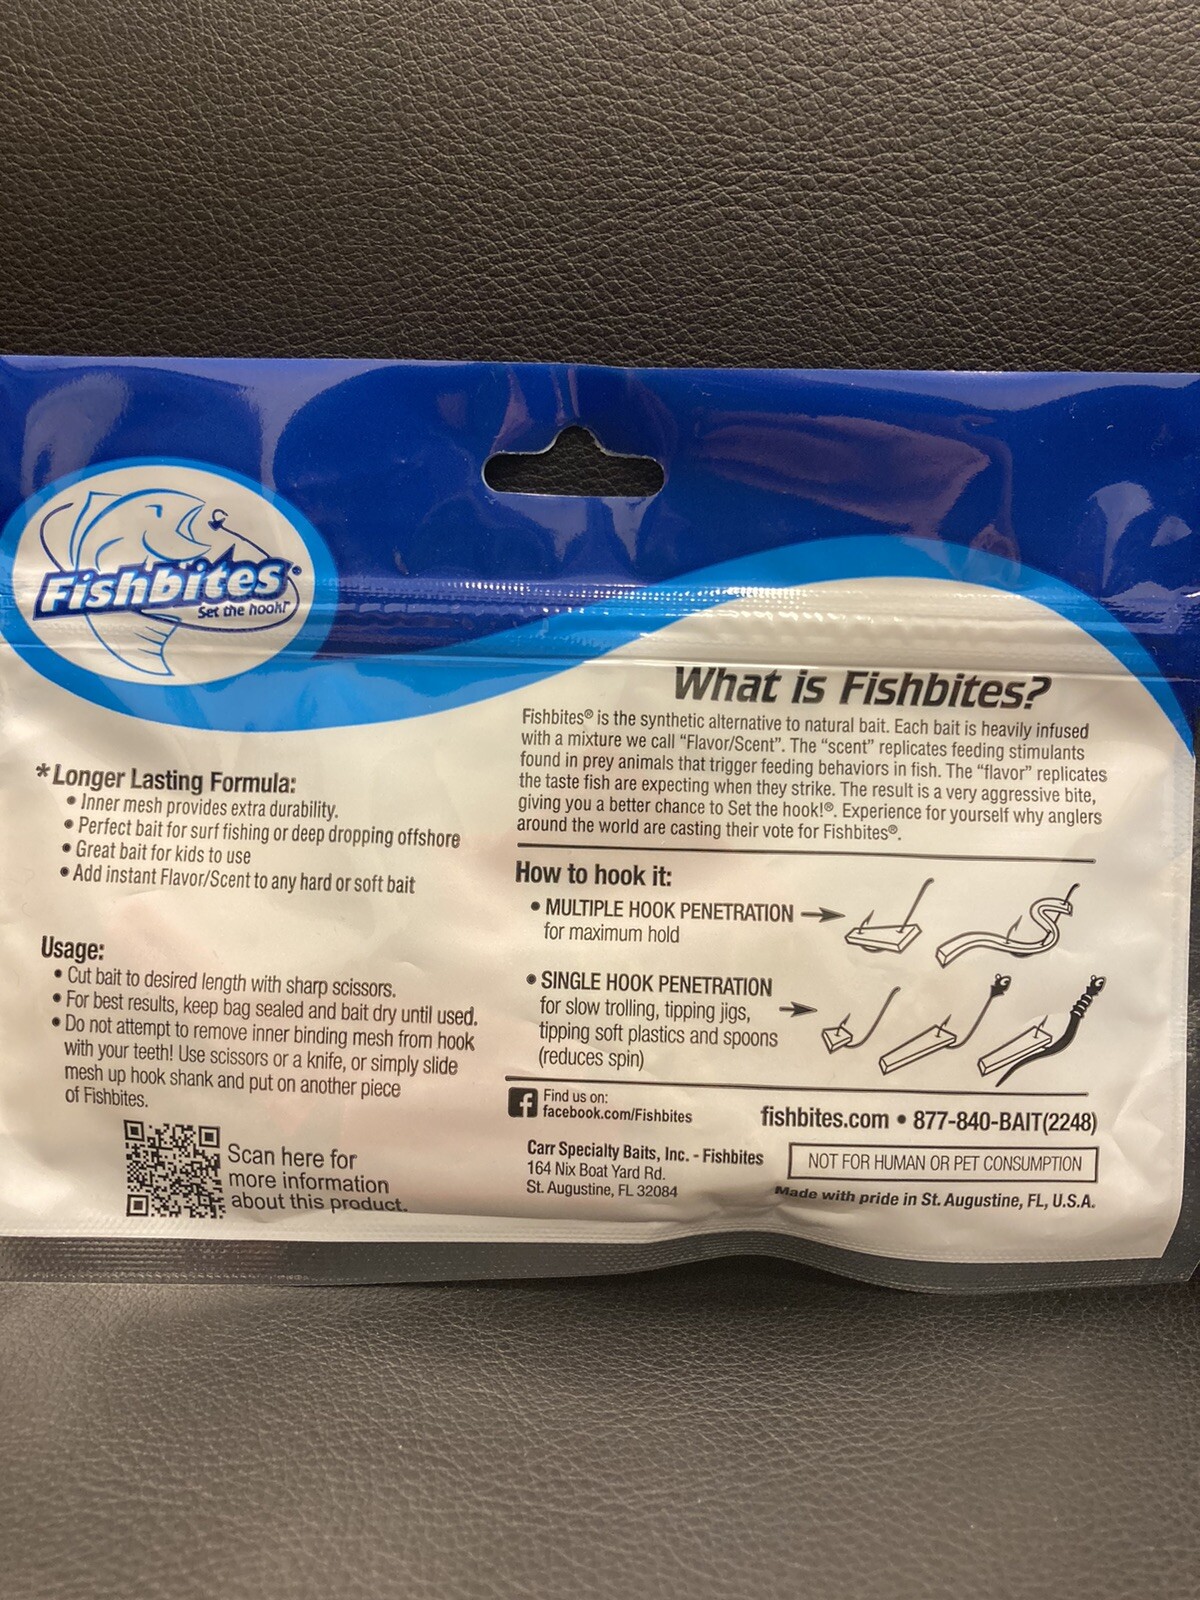 Fishbites®
Set the hook!™
What is Fishbites?
Fishbites® is the synthetic alternative to natural bait. Each bait is heavily infused
with a mixture we call “Flavor/Scent”. The “scent” replicates feeding stimulants
found in prey animals that trigger feeding behaviors in fish. The “flavor” replicates
the taste fish are expecting when they strike. The result is a very aggressive bite,
giving you a better chance to Set the hook!®. Experience for yourself why anglers
around the world are casting their vote for Fishbites®.
*Longer Lasting Formula:
• Inner mesh provides extra durability.
• Perfect bait for surf fishing or deep dropping offshore
• Great bait for kids to use
• Add instant Flavor/Scent to any hard or soft bait
Usage:
• Cut bait to desired length with sharp scissors.
• For best results, keep bag sealed and bait dry until used.
• Do not attempt to remove inner binding mesh from hook
with your teeth! Use scissors or a knife, or simply slide
mesh up hook shank and put on another piece
of Fishbites.
Scan here for
more information
about this product.
How to hook it:
• MULTIPLE HOOK PENETRATION
for maximum hold
• SINGLE HOOK PENETRATION
for slow trolling, tipping jigs,
tipping soft plastics and spoons
(reduces spin)
f
Find us on:
facebook.com/Fishbites
fishbites.com • 877-840-BAIT(2248)
Carr Specialty Baits, Inc. - Fishbites
164 Nix Boat Yard Rd.
St. Augustine, FL 32084
NOT FOR HUMAN OR PET CONSUMPTION
Made with pride in St. Augustine, FL, U.S.A.